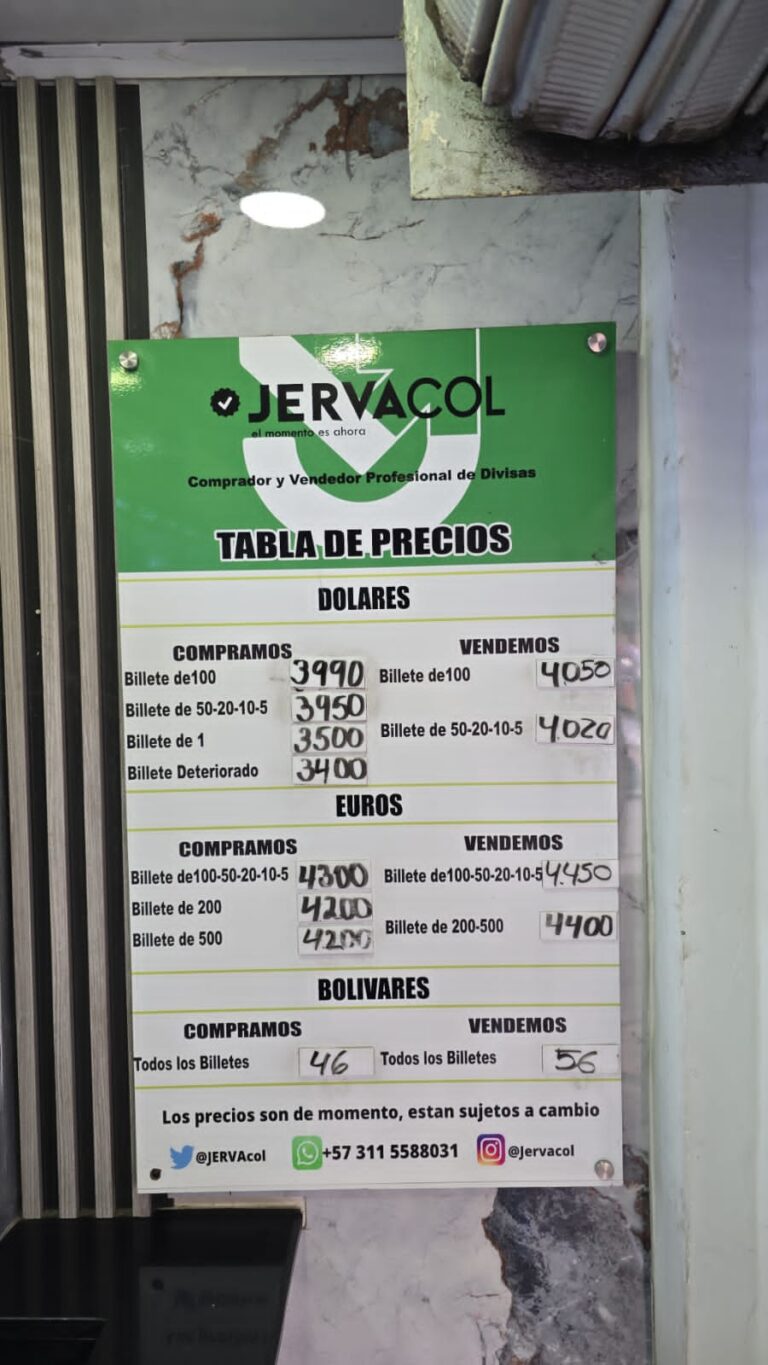 JERVACOL
el momento es ahora
Comprador y Vendedor Profesional de Divisas
TABLA DE PRECIOS
DOLARES
COMPRAMOS VENDEMOS
Billete de100 3990 Billete de100 4050
Billete de 50-20-10-5 3950
Billete de 50-20-10-5 4020
Billete de 1 3500
Billete Deteriorado 3400
EUROS
COMPRAMOS VENDEMOS
Billete de100-50-20-10-5 4300 Billete de100-50-20-10-5 4.450
Billete de 200 4200
Billete de 200-500 4400
Billete de 500 4200
BOLIVARES
COMPRAMOS VENDEMOS
Todos los Billetes 46 Todos los Billetes 56
Los precios son de momento, estan sujetos a cambio
@JERVAcol +57 311 5588031 @Jervacol